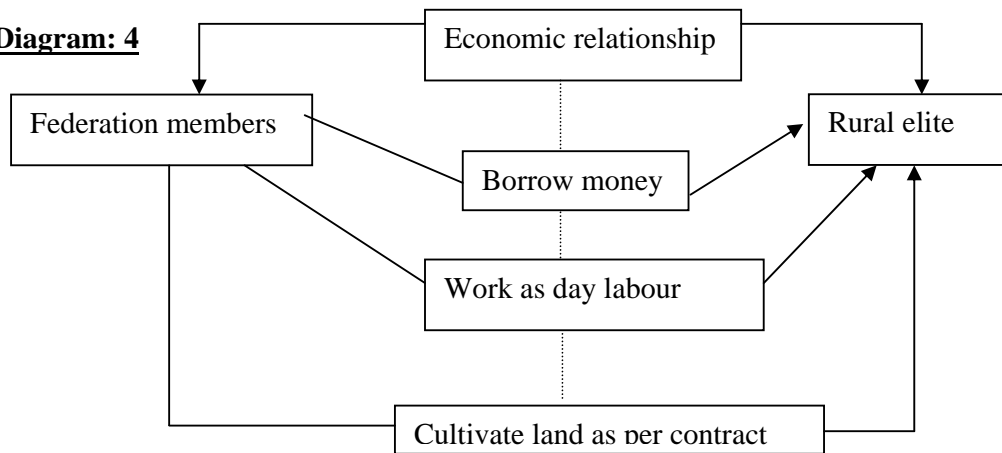 Diagram: 4
Economic relationship
Federation members
Rural elite
Borrow money
Work as day labour
Cultivate land as per contract